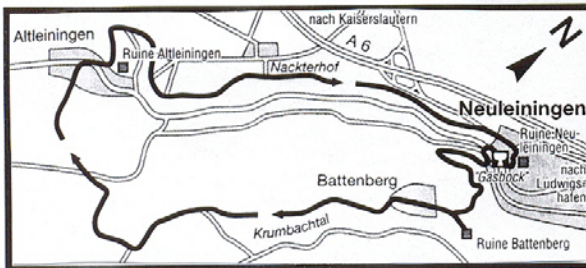 nach Kaiserslautern
A 6
N
Altleiningen
Ruine Altleiningen
Nackterhof
Neuleiningen
Ruine Neu-
leiningen
"Gasbock"
nach
Ludwigs-
hafen
Battenberg
Krumbachtal
Ruine Battenberg